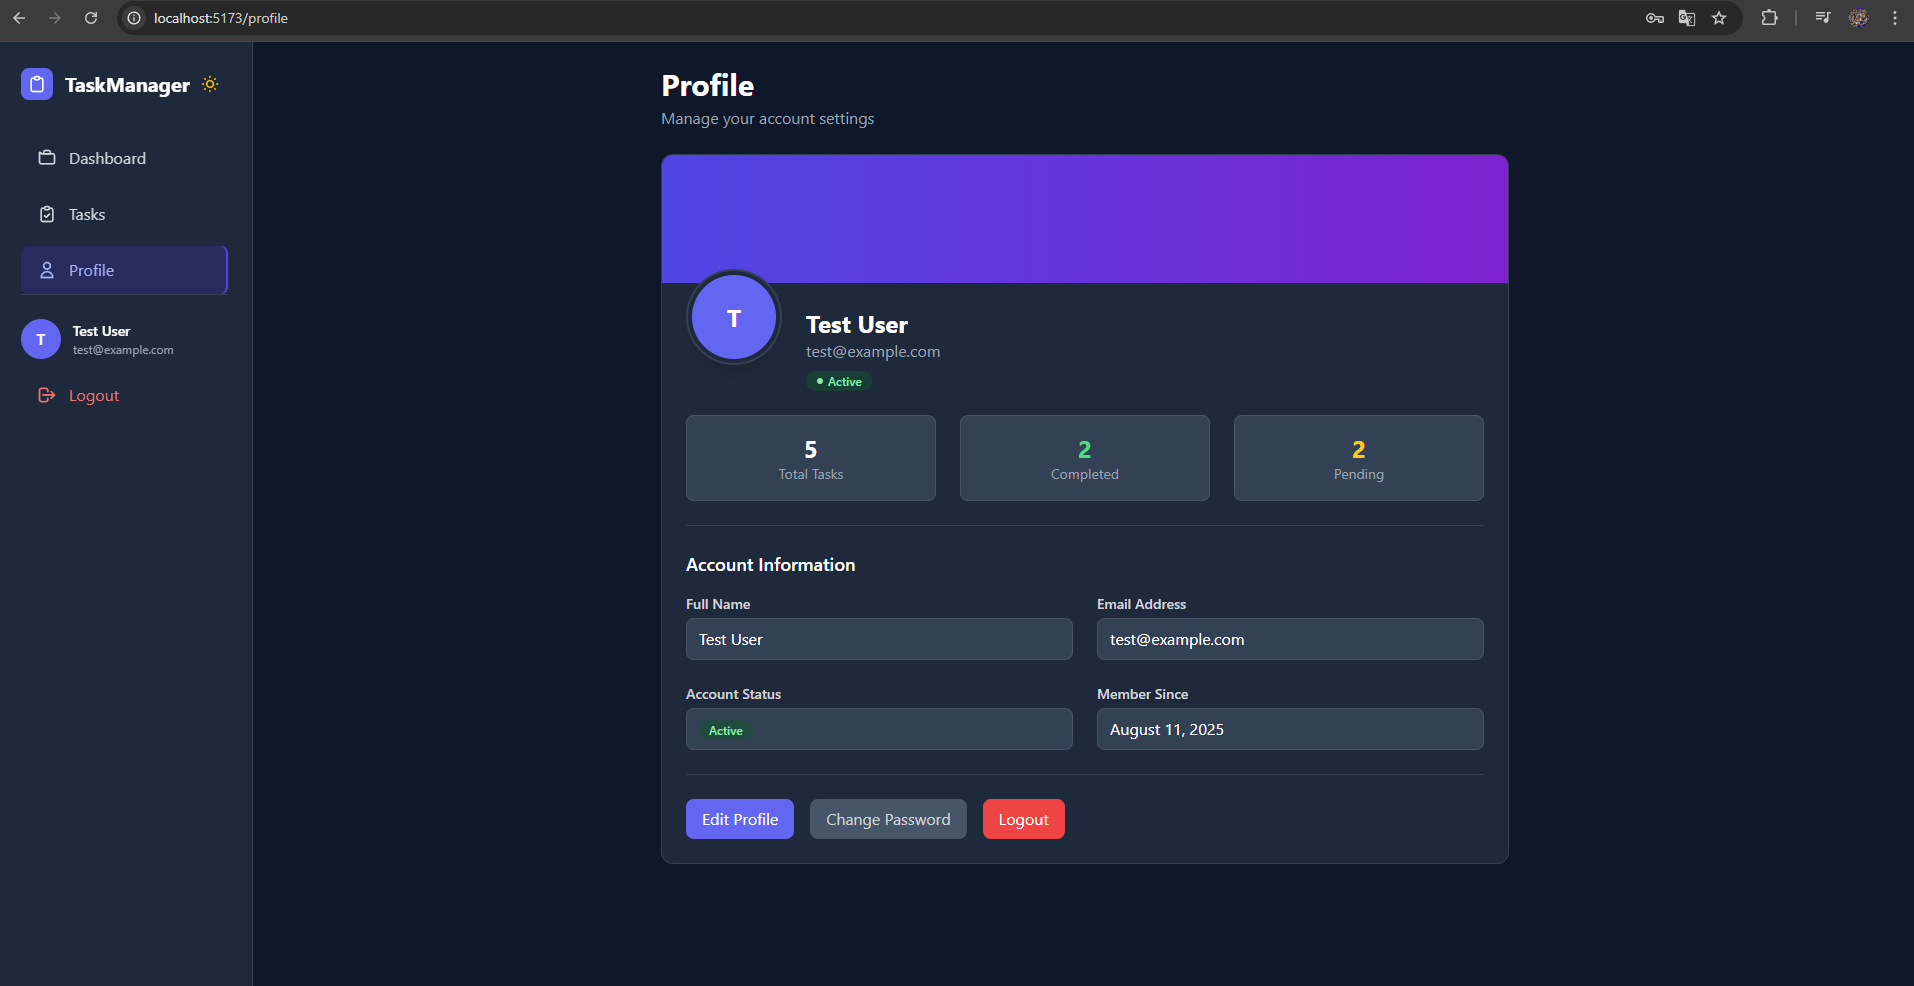 localhost:5173/profile
TaskManager
Dashboard
Tasks
Profile
T
Test User
test@example.com
Logout
Profile
Manage your account settings
T
Test User
test@example.com
Active
5
Total Tasks
2
Completed
2
Pending
Account Information
Full Name
Test User
Email Address
test@example.com
Account Status
Active
Member Since
August 11, 2025
Edit Profile
Change Password
Logout